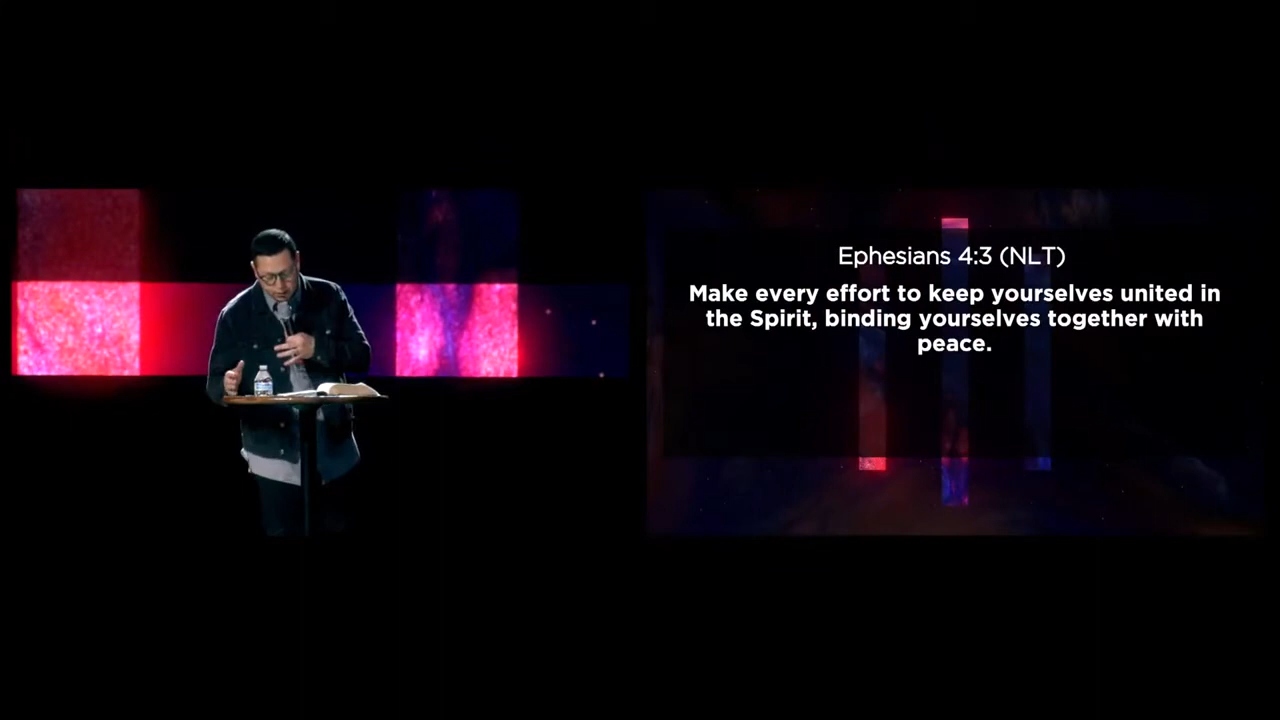 Ephesians 4:3 (NLT)
Make every effort to keep yourselves united in
the Spirit, binding yourselves together with
peace.